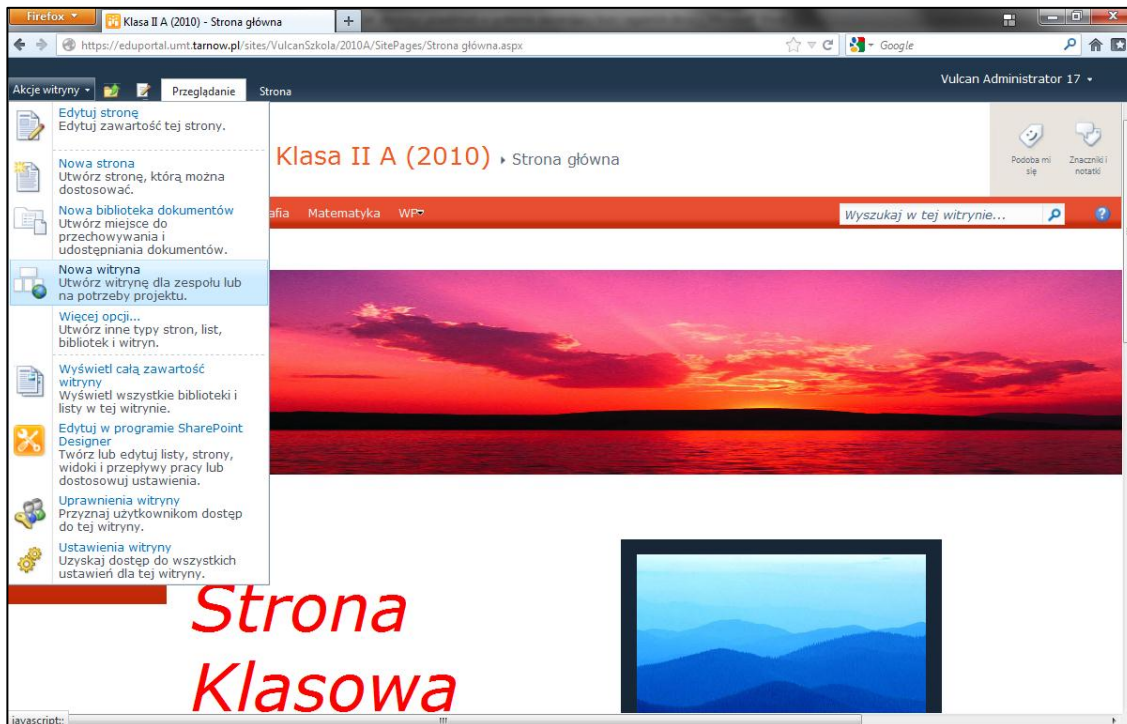 Firefox
Klasa II A (2010) - Strona główna
https://eduportal.umt.tarnow.pl/sites/VulcanSzkola/2010A/SitePages/Strona główna.aspx
Google
Vulcan Administrator 17
Akcje witryny
Przeglądanie
Strona
Edytuj stronę
Edytuj zawartość tej strony.
Nowa strona
Utwórz stronę, którą można
dostosować.
Nowa biblioteka dokumentów
Utwórz miejsce do
przechowywania i
udostępniania dokumentów.
Nowa witryna
Utwórz witrynę dla zespołu lub
na potrzeby projektu.
Więcej opcji...
Utwórz inne typy stron, list,
bibliotek i witryn.
Wyświetl całą zawartość
witryny
Wyświetl wszystkie biblioteki i
listy w tej witrynie.
Edytuj w programie SharePoint
Designer
Twórz lub edytuj listy, strony,
widoki i przepływy pracy lub
dostosowuj ustawienia.
Uprawnienia witryny
Przyznaj użytkownikom dostęp
do tej witryny.
Ustawienia witryny
Uzyskaj dostęp do wszystkich
ustawień dla tej witryny.
Klasa II A (2010) Strona główna
Podoba mi
się
Znaczniki i
notatki
afia Matematyka WP
Wyszukaj w tej witrynie...
Strona
Klasowa
javascript:;